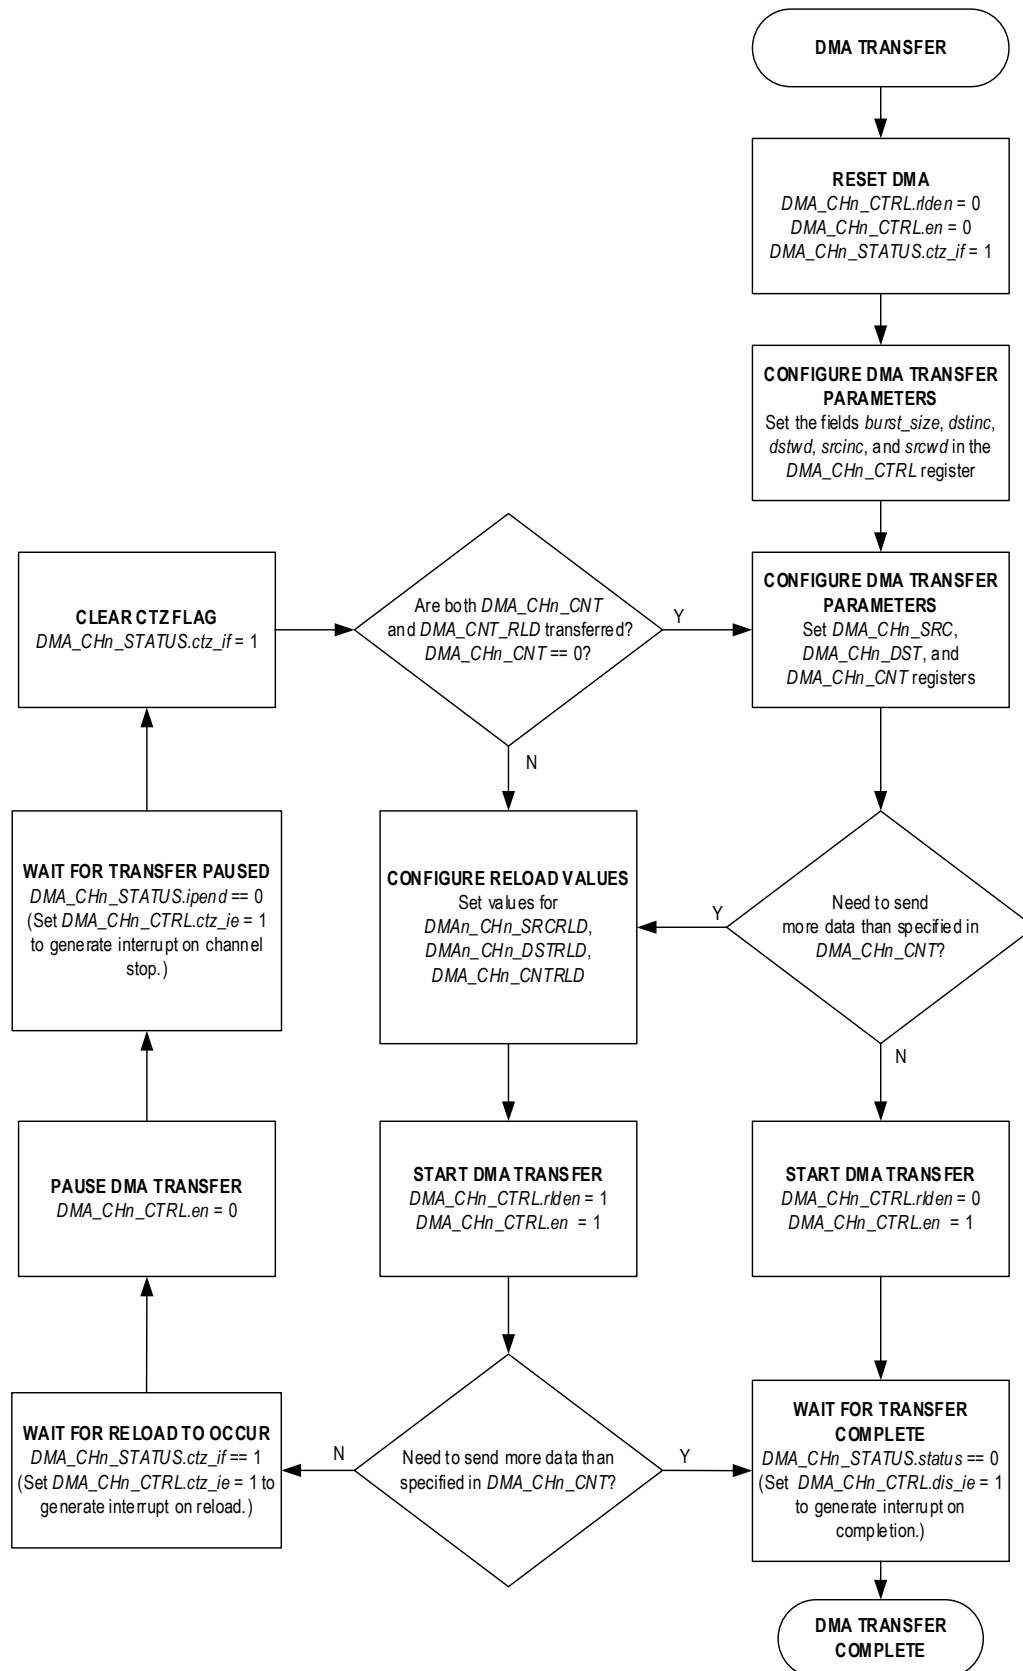 DMA TRANSFER
RESET DMA
DMA_CHn_CTRL.rlden = 0
DMA_CHn_CTRL.en = 0
DMA_CHn_STATUS.ctz_if = 1
CONFIGURE DMA TRANSFER
PARAMETERS
Set the fields burst_size, dstinc,
dstwd, srcinc, and srcwd in the
DMA_CHn_CTRL register
CLEAR CTZ FLAG
DMA_CHn_STATUS.ctz_if = 1
Are both DMA_CHn_CNT
and DMA_CNT_RLD transferred?
DMA_CHn_CNT == 0?
Y
N
CONFIGURE DMA TRANSFER
PARAMETERS
Set DMA_CHn_SRC,
DMA_CHn_DST, and
DMA_CHn_CNT registers
WAIT FOR TRANSFER PAUSED
DMA_CHn_STATUS.ipend == 0
(Set DMA_CHn_CTRL.ctz_ie = 1
to generate interrupt on channel
stop.)
CONFIGURE RELOAD VALUES
Set values for
DMAn_CHn_SRCRLD,
DMAn_CHn_DSTRLD,
DMA_CHn_CNTRLD
Y
Need to send
more data than specified in
DMA_CHn_CNT?
N
PAUSE DMA TRANSFER
DMA_CHn_CTRL.en = 0
START DMA TRANSFER
DMA_CHn_CTRL.rlden = 1
DMA_CHn_CTRL.en = 1
START DMA TRANSFER
DMA_CHn_CTRL.rlden = 0
DMA_CHn_CTRL.en = 1
WAIT FOR RELOAD TO OCCUR
DMA_CHn_STATUS.ctz_if == 1
(Set DMA_CHn_CTRL.ctz_ie = 1 to
generate interrupt on reload.)
N
Need to send more data than
specified in DMA_CHn_CNT?
Y
WAIT FOR TRANSFER
COMPLETE
DMA_CHn_STATUS.status == 0
(Set DMA_CHn_CTRL.dis_ie = 1
to generate interrupt on
completion.)
DMA TRANSFER
COMPLETE